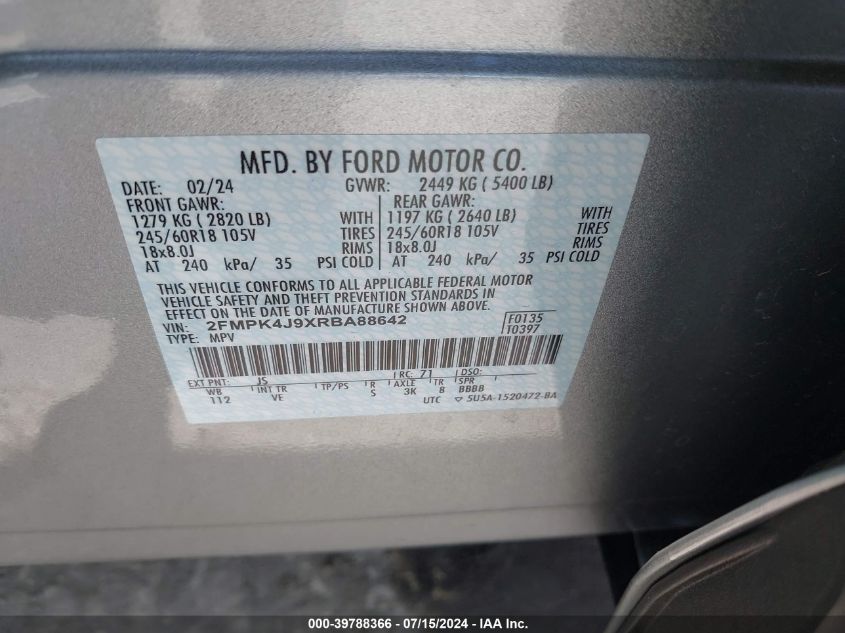 MFD. BY FORD MOTOR CO.
DATE: 02/24 GVWR: 2449 KG ( 5400 LB)
FRONT GAWR: REAR GAWR:
1279 KG ( 2820 LB) WITH 1197 KG ( 2640 LB) WITH
245/60R18 105V TIRES 245/60R18 105V TIRES
18x8.0J RIMS 18x8.0J RIMS
AT 240 kPa/ 35 PSI COLD AT 240 kPa/ 35 PSI COLD
THIS VEHICLE CONFORMS TO ALL APPLICABLE FEDERAL MOTOR
VEHICLE SAFETY AND THEFT PREVENTION STANDARDS IN
EFFECT ON THE DATE OF MANUFACTURE SHOWN ABOVE.
VIN: 2FMPK4J9XRBA88642 F0135
TYPE: MPV T0397
EXT PNT: JS RC: 71 DSO:
WB INT TR TP/PS R AXLE TR SPR
112 VE S 3K 8 BBBB
UTC ▽ 5U5A-1520472-BA
000-39788366 - 07/15/2024 - IAA Inc.